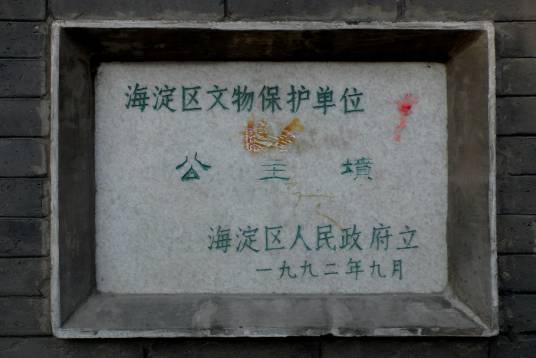 海淀区文物保护单位
公主墳
海淀区人民政府立
一九九二年九月